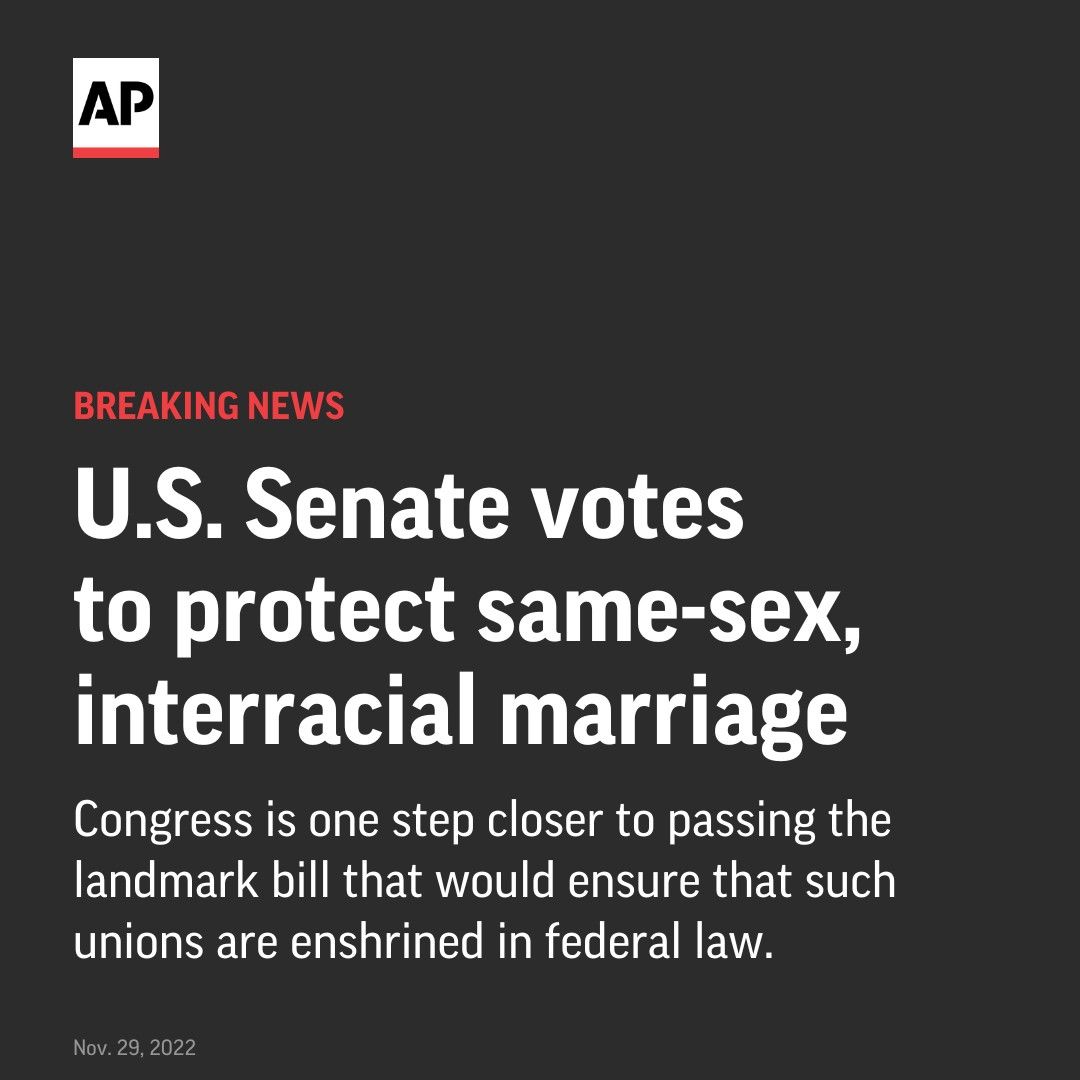 AP
BREAKING NEWS
U.S. Senate votes
to protect same-sex,
interracial marriage
Congress is one step closer to passing the
landmark bill that would ensure that such
unions are enshrined in federal law.
Nov. 29, 2022